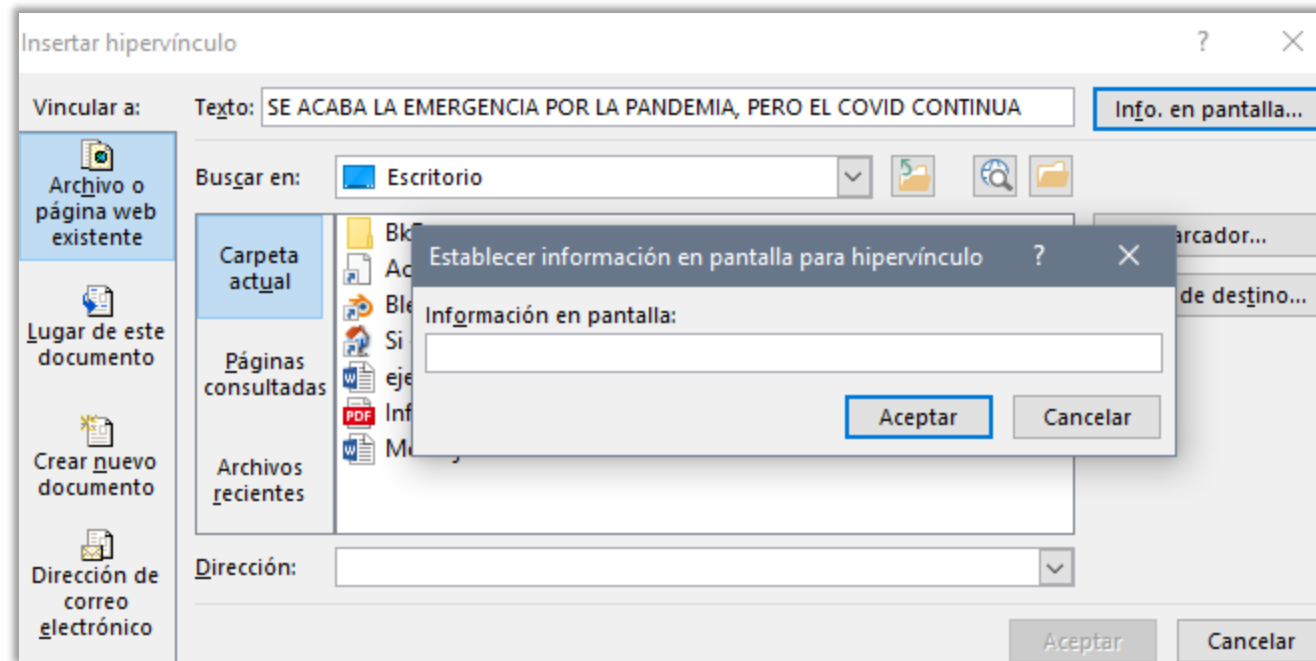 Insertar hipervínculo
Vincular a:
Texto: SE ACABA LA EMERGENCIA POR LA PANDEMIA, PERO EL COVID CONTINUA
Info. en pantalla...
Archivo o
página web
existente
Buscar en: Escritorio
Carpeta
actual
Establecer información en pantalla para hipervínculo
Información en pantalla:
Aceptar Cancelar
de destino...
Lugar de este
documento
Páginas
consultadas
Si
PDF
Crear nuevo
documento
Archivos
recientes
Dirección de
correo
electrónico
Dirección:
Aceptar Cancelar